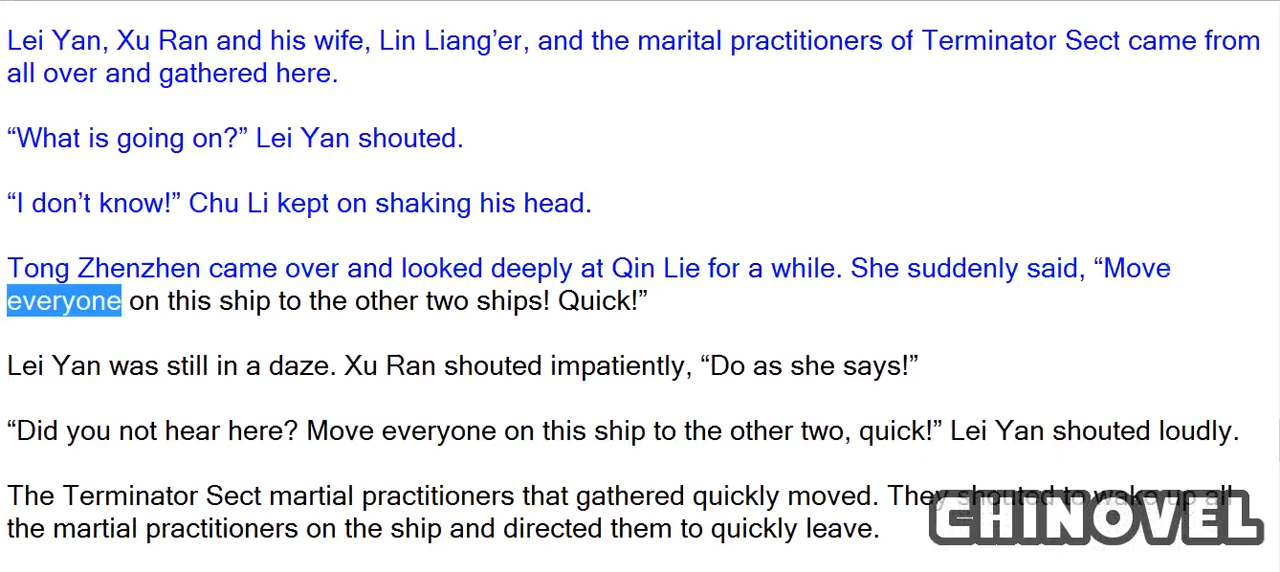 Lei Yan, Xu Ran and his wife, Lin Liang’er, and the marital practitioners of Terminator Sect came from
all over and gathered here.
“What is going on?” Lei Yan shouted.
“I don’t know!” Chu Li kept on shaking his head.
Tong Zhenzhen came over and looked deeply at Qin Lie for a while. She suddenly said, “Move
everyone on this ship to the other two ships! Quick!”
Lei Yan was still in a daze. Xu Ran shouted impatiently, “Do as she says!”
“Did you not hear here? Move everyone on this ship to the other two, quick!” Lei Yan shouted loudly.
The Terminator Sect martial practitioners that gathered quickly moved. They shouted to wake up all
the martial practitioners on the ship and directed them to quickly leave.
CHINOVEL